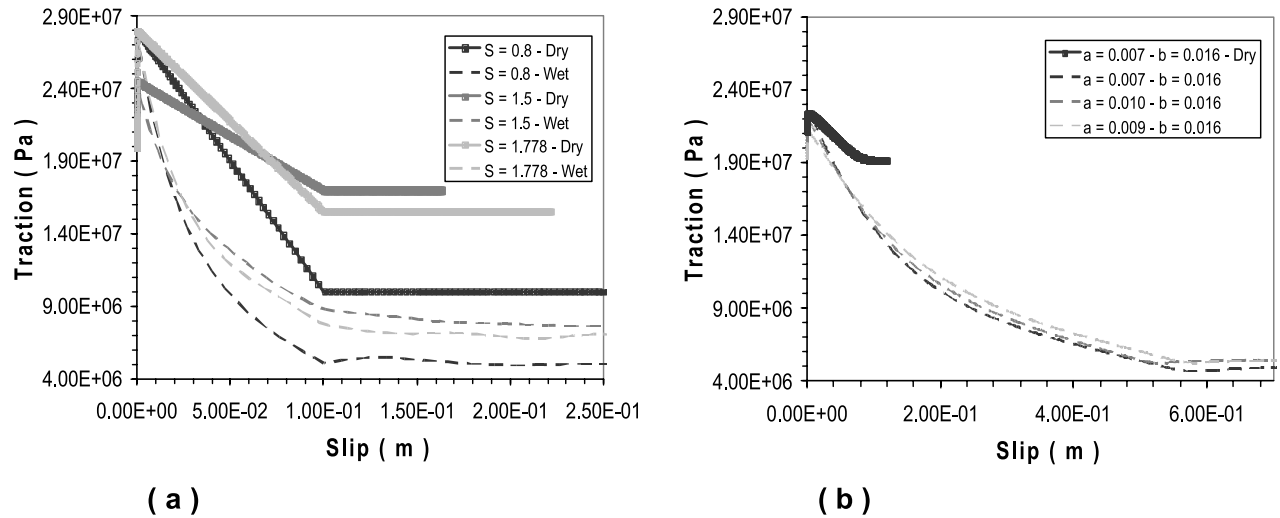 2.90E+07
2.40E+07
1.90E+07
1.40E+07
9.00E+06
4.00E+06
Traction ( Pa )
0.00E+00 5.00E-02 1.00E-01 1.50E-01 2.00E-01 2.50E-01
Slip ( m )
S = 0.8 - Dry
S = 0.8 - Wet
S = 1.5 - Dry
S = 1.5 - Wet
S = 1.778 - Dry
S = 1.778 - Wet
( a )
2.90E+07
2.40E+07
1.90E+07
1.40E+07
9.00E+06
4.00E+06
Traction ( Pa )
0.00E+00 2.00E-01 4.00E-01 6.00E-01
Slip ( m )
a = 0.007 - b = 0.016 - Dry
a = 0.007 - b = 0.016
a = 0.010 - b = 0.016
a = 0.009 - b = 0.016
( b )